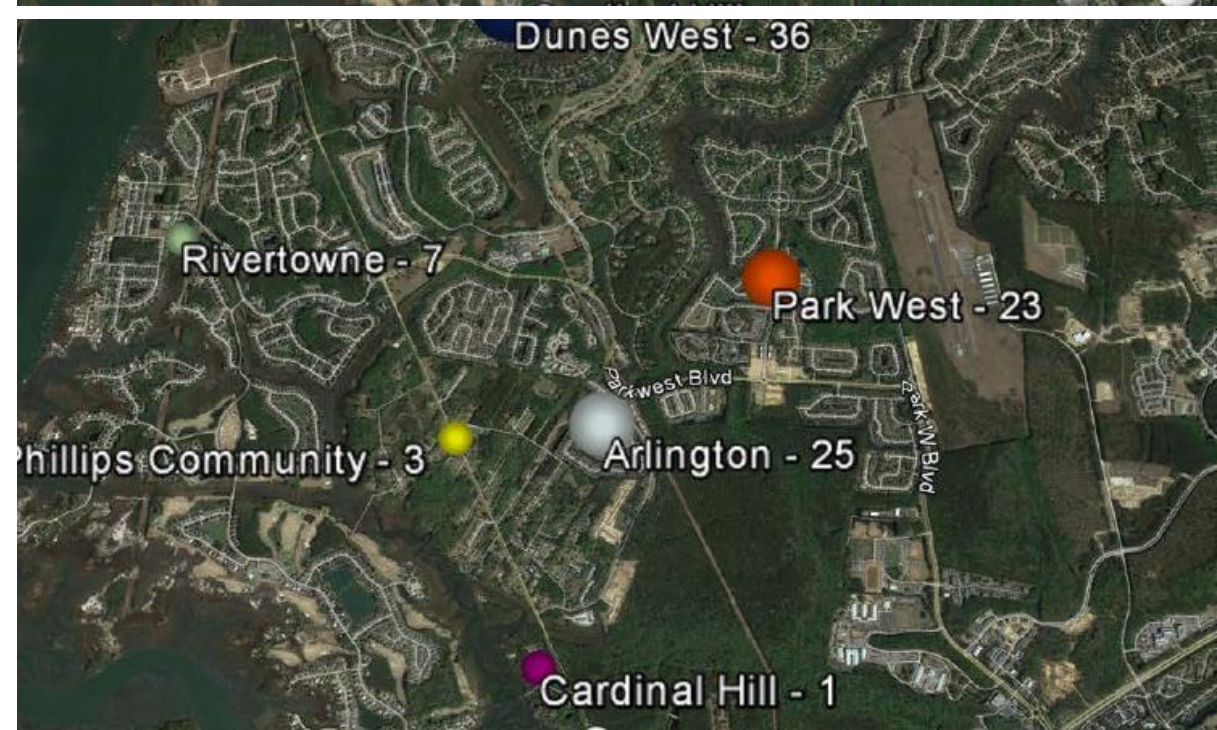 Dunes West - 36
Rivertowne - 7
Park West - 23
Parkwest Blvd
Park W Blvd
Arlington - 25
Phillips Community - 3
Cardinal Hill - 1